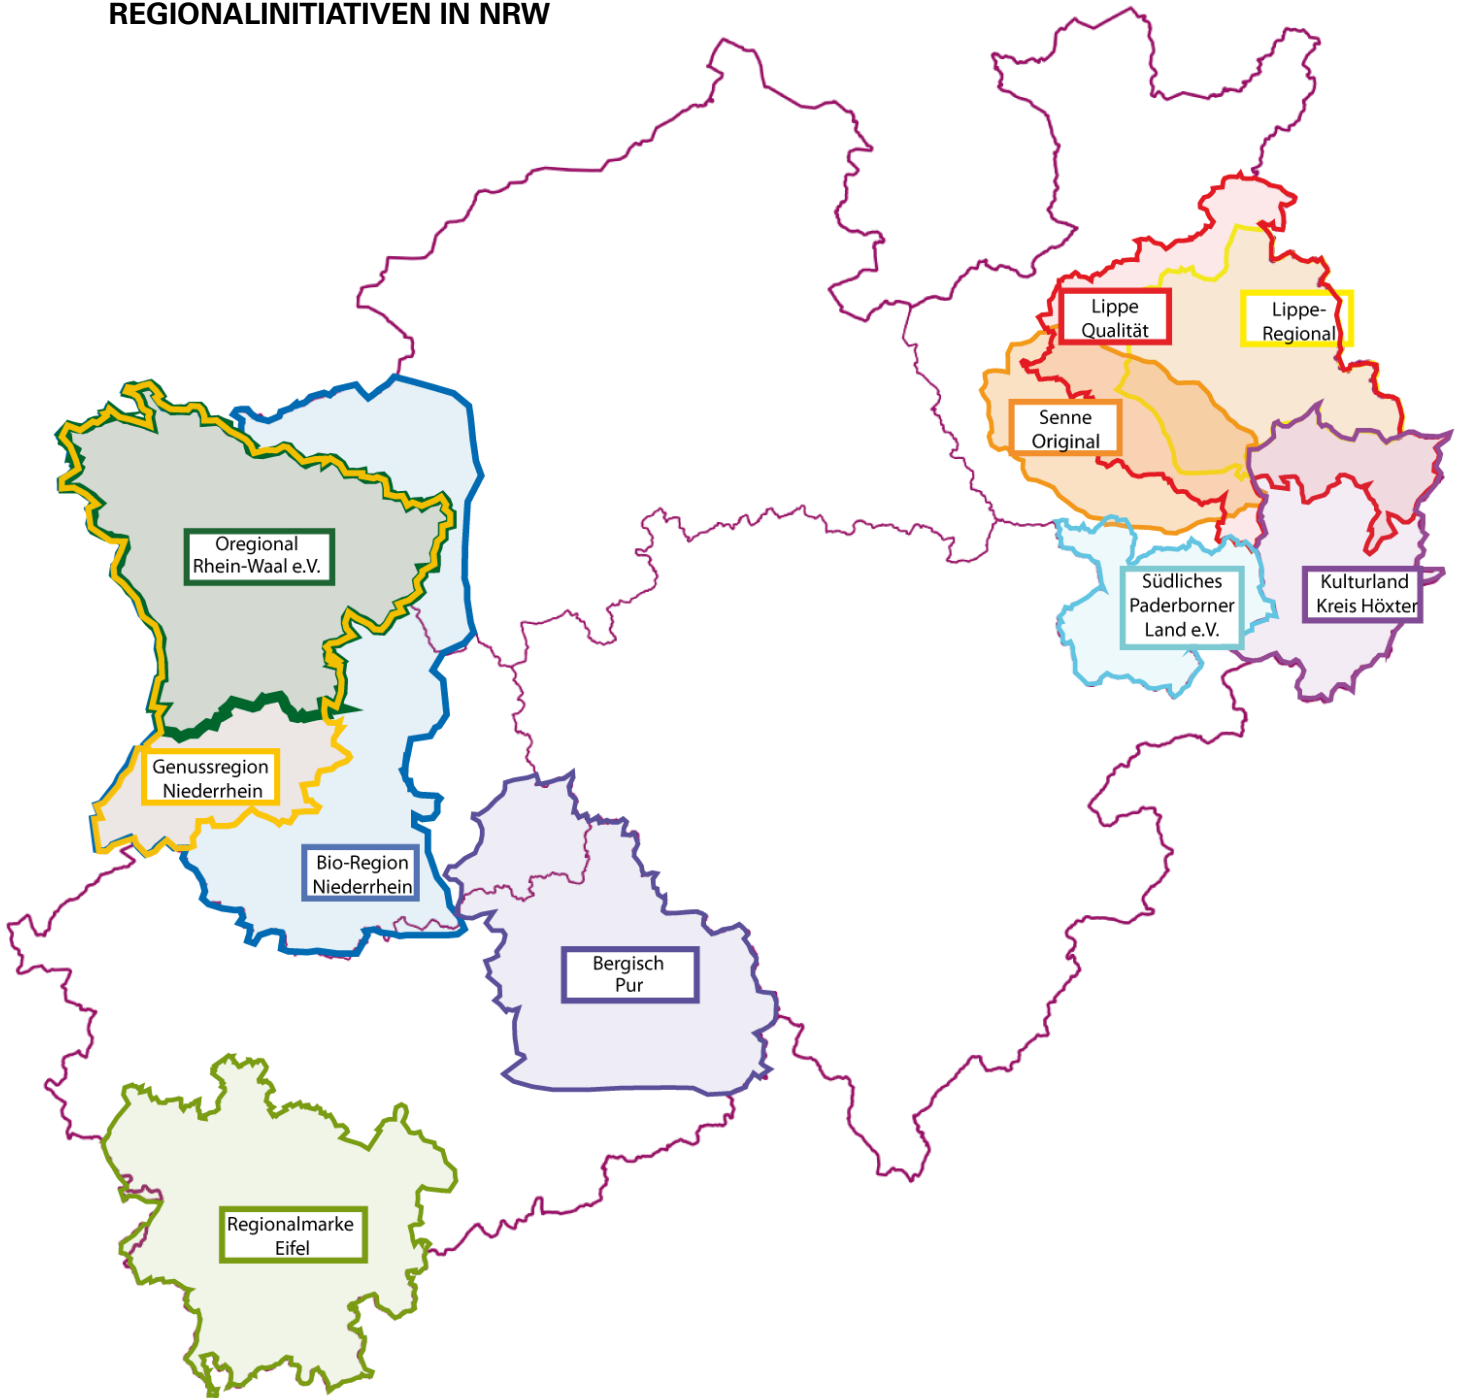 REGIONALINITIATIVEN IN NRW
Lippe
Qualität
Lippe-
Regional
Senne
Original
Oregional
Rhein-Waal e.V.
Südliches
Paderborner
Land e.V.
Kulturland
Kreis Höxter
Genussregion
Niederrhein
Bio-Region
Niederrhein
Bergisch
Pur
Regionalmarke
Eifel